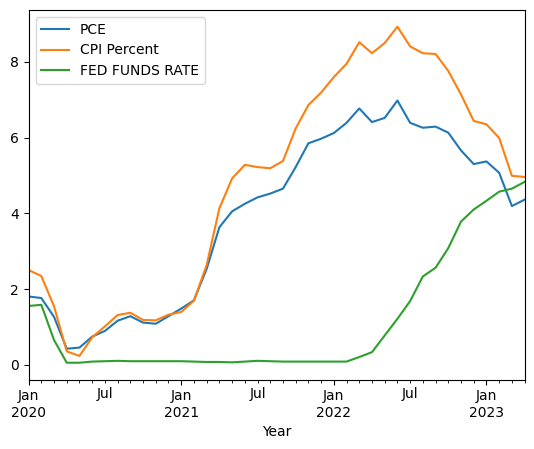 PCE
CPI Percent
FED FUNDS RATE
8
6
4
2
0
Jan Jul Jan Jul Jan Jul Jan
2020 2021 2022 2023
Year